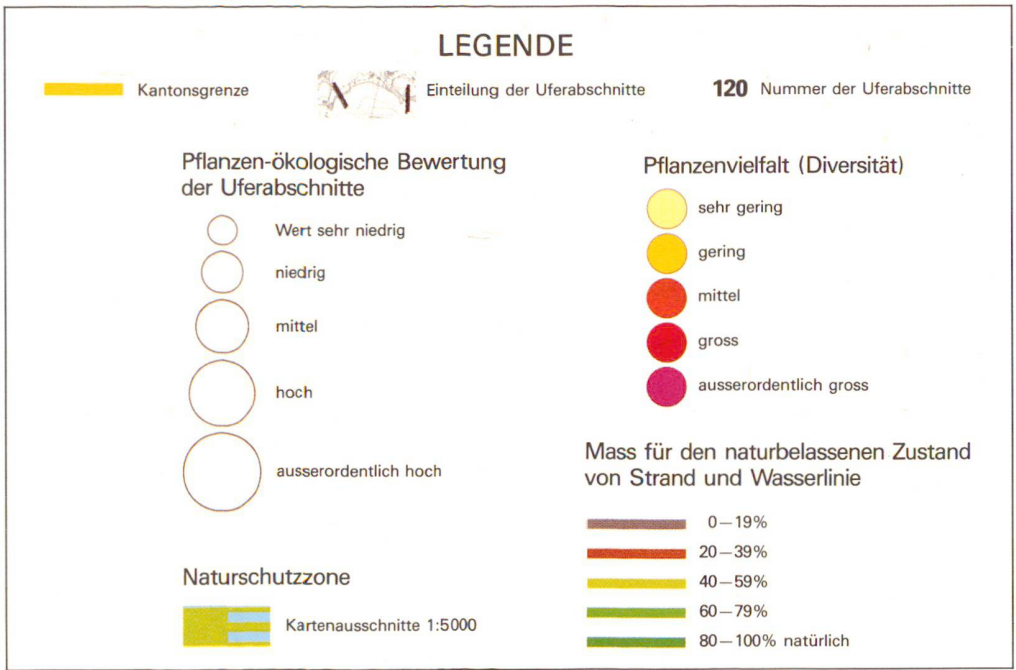 LEGENDE
Kantonsgrenze
Einteilung der Uferabschnitte
120 Nummer der Uferabschnitte
Pflanzen-ökologische Bewertung
der Uferabschnitte
Wert sehr niedrig
niedrig
mittel
hoch
ausserordentlich hoch
Naturschutzzone
Kartenausschnitte 1:5000
Pflanzenvielfalt (Diversität)
sehr gering
gering
mittel
gross
ausserordentlich gross
Mass für den naturbelassenen Zustand
von Strand und Wasserlinie
0—19%
20—39%
40—59%
60—79%
80—100% natürlich